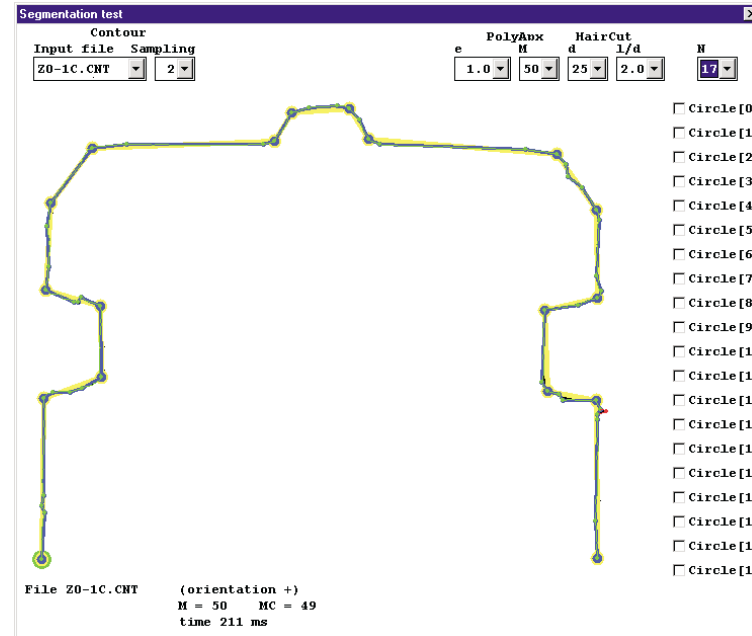 Segmentation test
Contour PolyApx HairCut
Input file Sampling e M d l/d N
Z0-1C.CNT 2 1.0 50 25 2.0 17
Circle[0
Circle[1
Circle[2
Circle[3
Circle[4
Circle[5
Circle[6
Circle[7
Circle[8
Circle[9
Circle[1
Circle[1
Circle[1
Circle[1
Circle[1
Circle[1
Circle[1
Circle[1
Circle[1
Circle[1
File Z0-1C.CNT (orientation +)
M = 50 MC = 49
time 211 ms